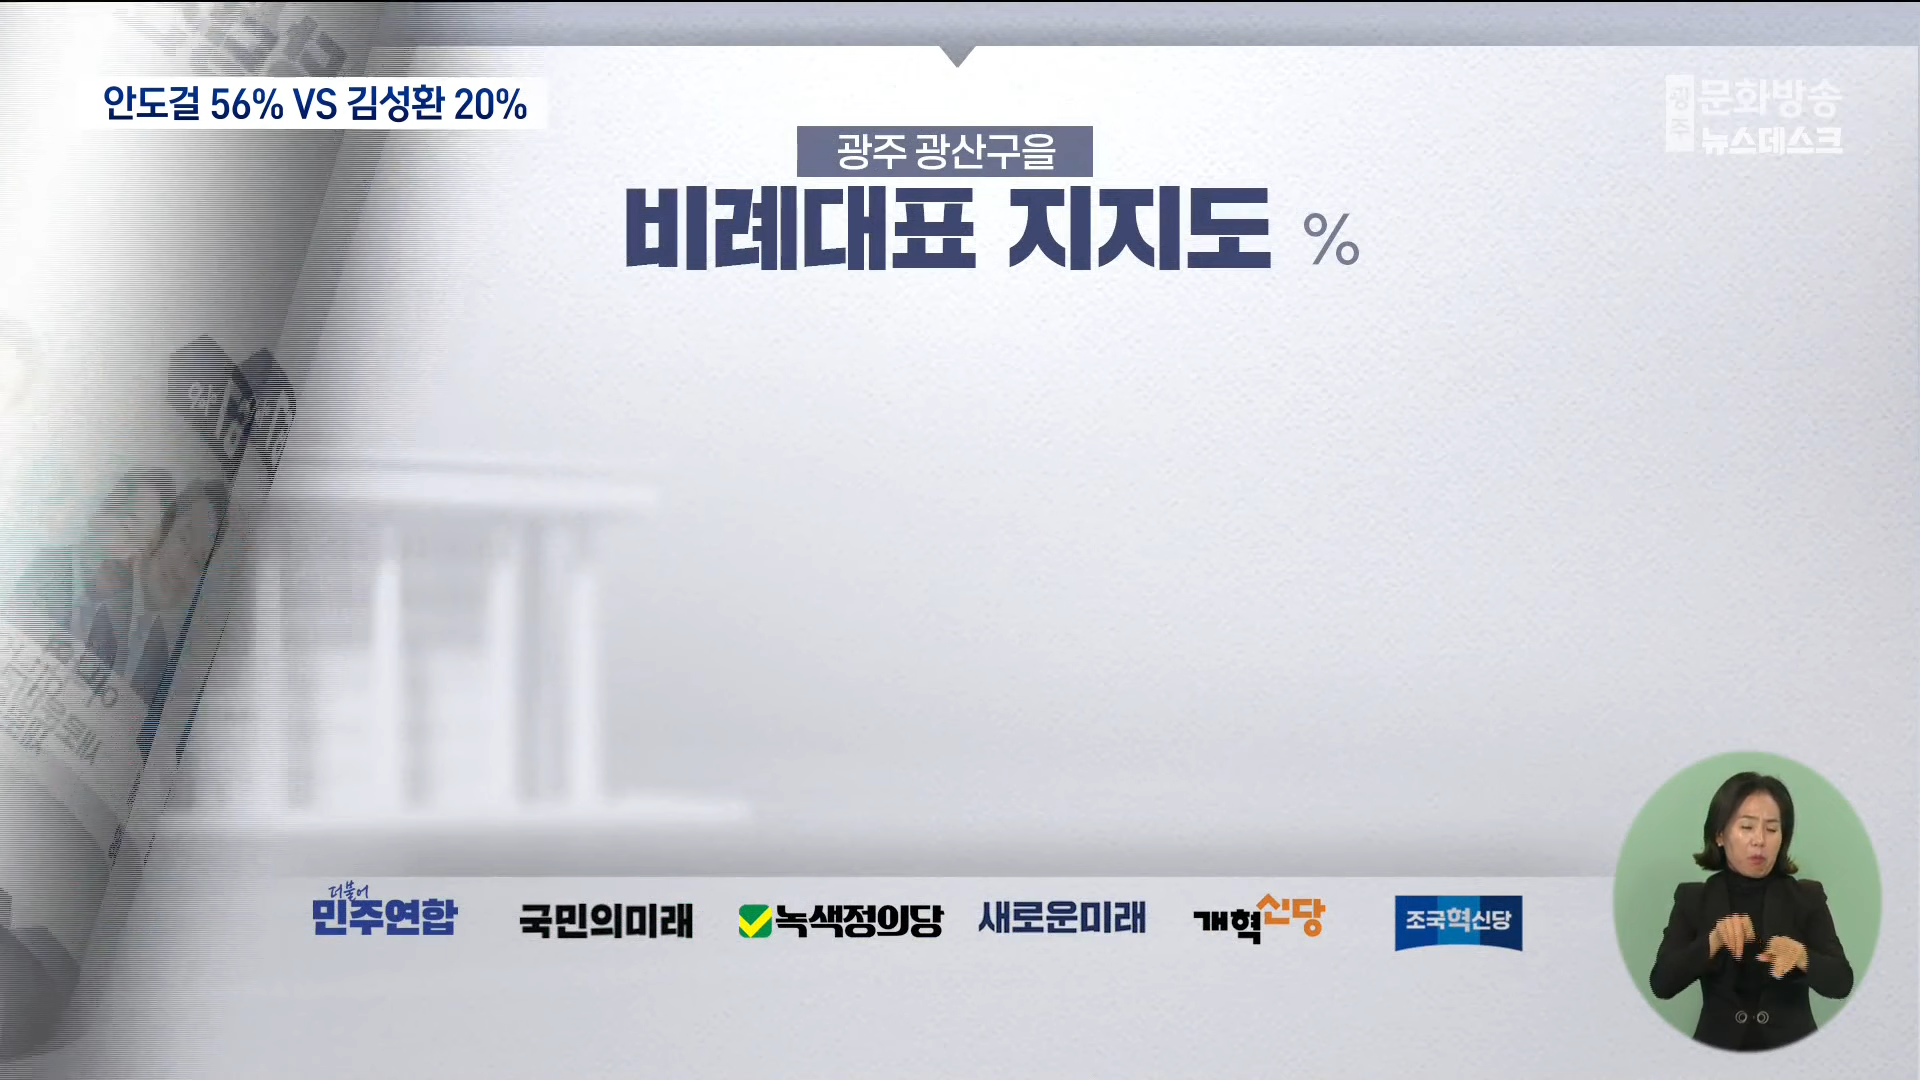 안도걸 56% VS 김성환 20%
광주
문화방송
뉴스데스크
광주 광산구을
비례대표 지지도 %
더불어
민주연합
국민의미래
녹색정의당
새로운미래
개혁신당
조국혁신당